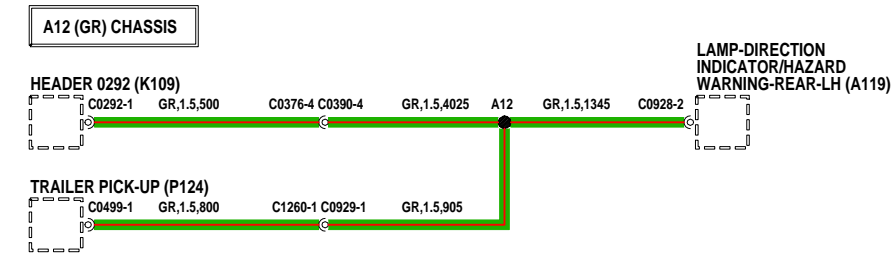 A12 (GR) CHASSIS
LAMP-DIRECTION
INDICATOR/HAZARD
WARNING-REAR-LH (A119)
HEADER 0292 (K109)
C0292-1 GR,1.5,500 C0376-4 C0390-4 GR,1.5,4025 A12 GR,1.5,1345 C0928-2
TRAILER PICK-UP (P124)
C0499-1 GR,1.5,800 C1260-1 C0929-1 GR,1.5,905